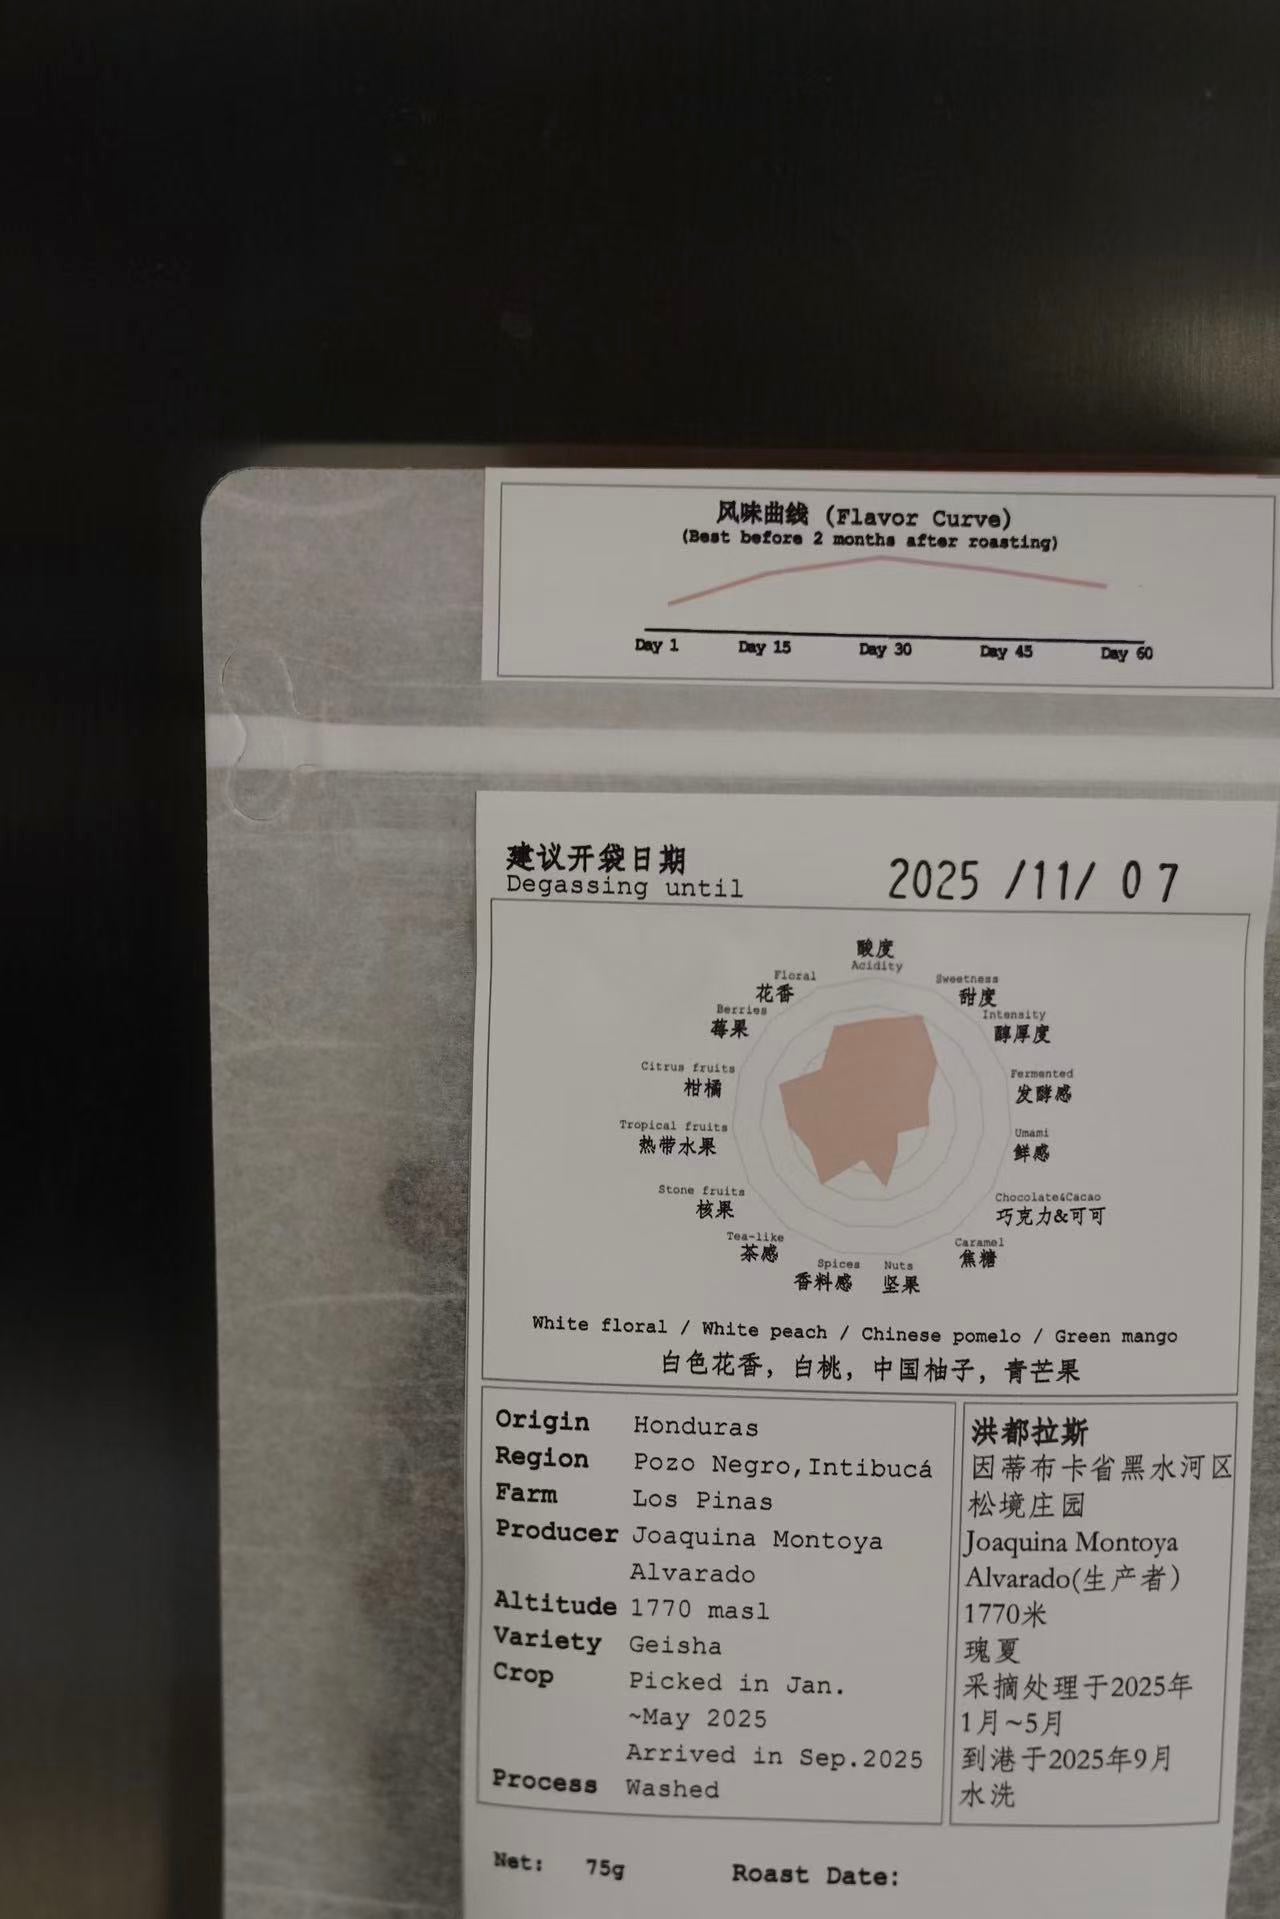 风味曲线 (Flavor Curve)
(Best before 2 months after roasting)
Day 1 Day 15 Day 30 Day 45 Day 60
建议开袋日期
Degassing until
2025 /11/ 07
酸度
Acidity
Sweetness
甜度
Intensity
醇厚度
Fermented
发酵感
Umami
鲜感
Chocolate&Cacao
巧克力&可可
Caramel
焦糖
Nuts
坚果
Spices
香料感
Tea-like
茶感
Stone fruits
核果
Tropical fruits
热带水果
Citrus fruits
柑橘
Berries
莓果
Floral
花香
White floral / White peach / Chinese pomelo / Green mango
白色花香，白桃，中国柚子，青芒果
Origin Honduras
Region Pozo Negro,Intibucá
Farm Los Pinas
Producer Joaquina Montoya
Alvarado
Altitude 1770 masl
Variety Geisha
Crop Picked in Jan.
~May 2025
Arrived in Sep.2025
Process Washed
洪都拉斯
因蒂布卡省黑水河区
松境庄园
Joaquina Montoya
Alvarado(生产者)
1770米
瑰夏
采摘处理于2025年
1月~5月
到港于2025年9月
水洗
Net: 75g Roast Date: